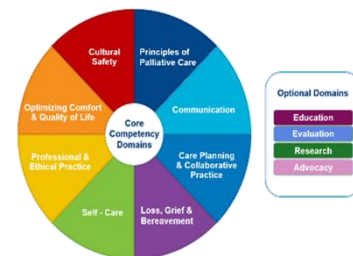 Cultural
Safety
Principles of
Palliative Care
Communication
Care Planning
& Collaborative
Practice
Loss, Grief &
Bereavement
Self - Care
Professional &
Ethical Practice
Optimizing Comfort
& Quality of Life
Core
Competency
Domains
Optional Domains
Education
Evaluation
Research
Advocacy